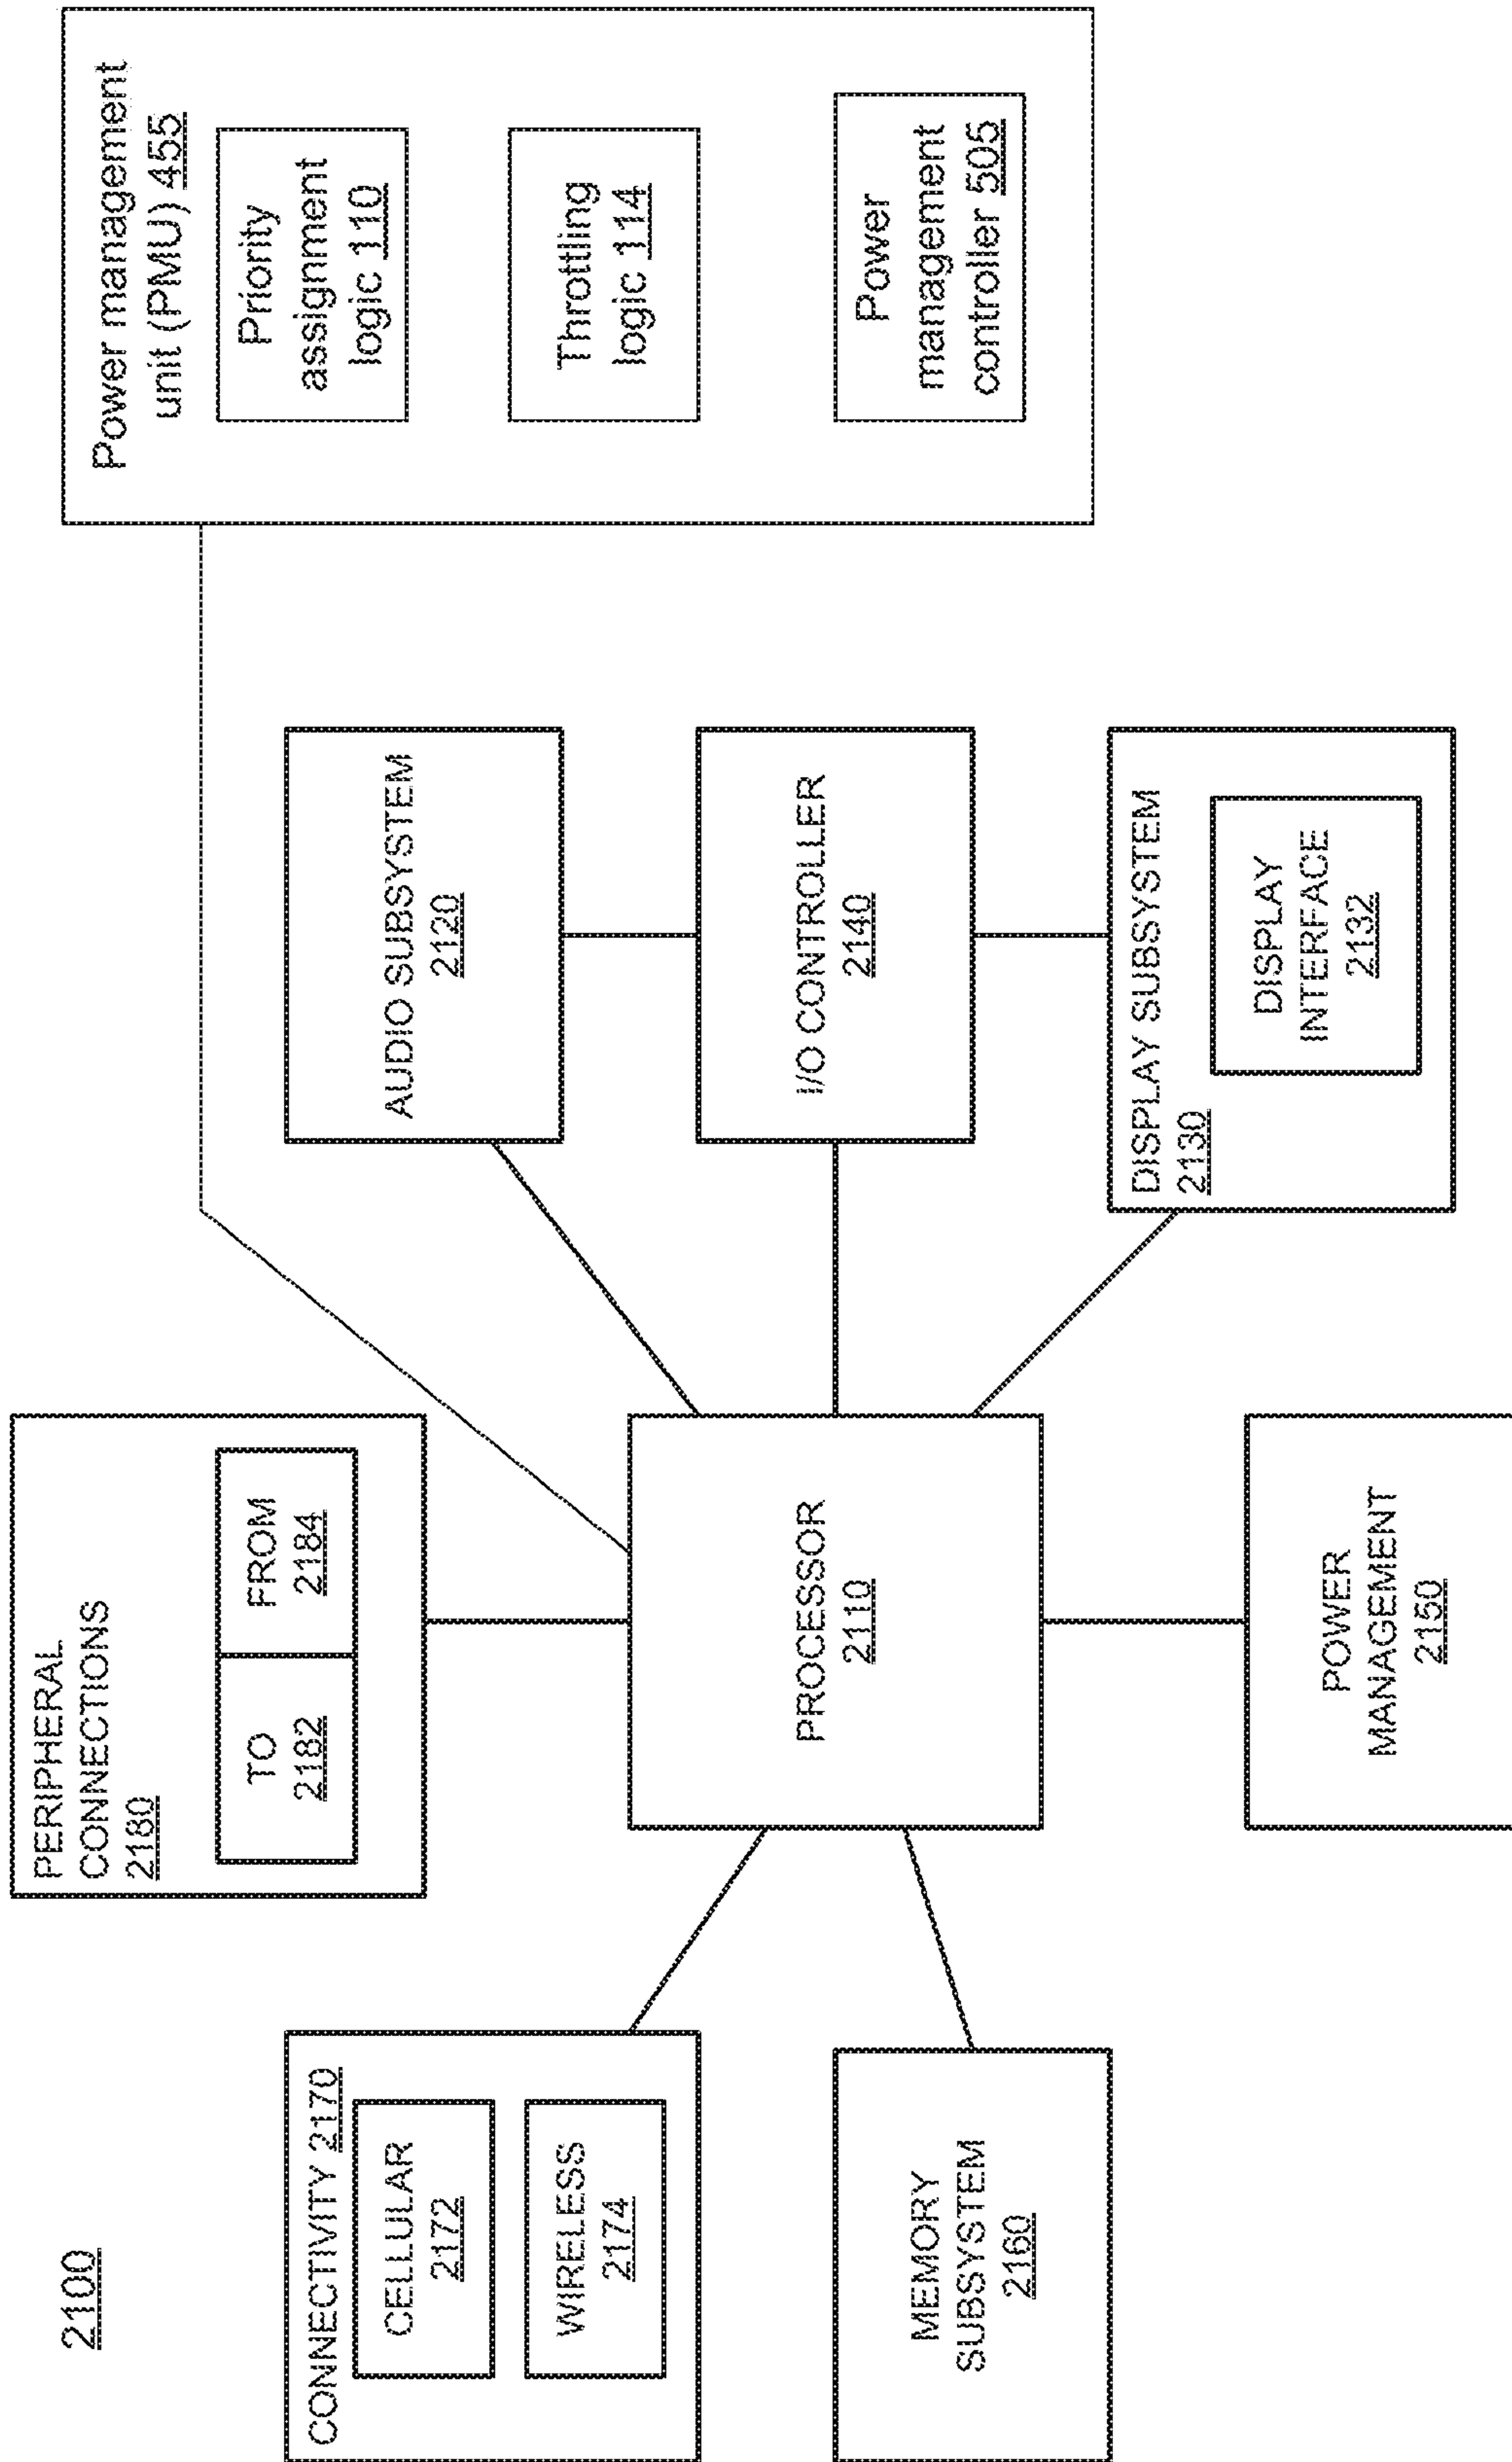 2100
PERIPHERAL
CONNECTIONS
2180
TO
2182
FROM
2184
Power management
unit (PMU) 455
Priority
assignment
logic 110
Throttling
logic 114
Power
management
controller 505
CONNECTIVITY 2170
CELLULAR
2172
WIRELESS
2174
AUDIO SUBSYSTEM
2120
PROCESSOR
2110
I/O CONTROLLER
2140
MEMORY
SUBSYSTEM
2160
DISPLAY SUBSYSTEM
2130
DISPLAY
INTERFACE
2132
POWER
MANAGEMENT
2150